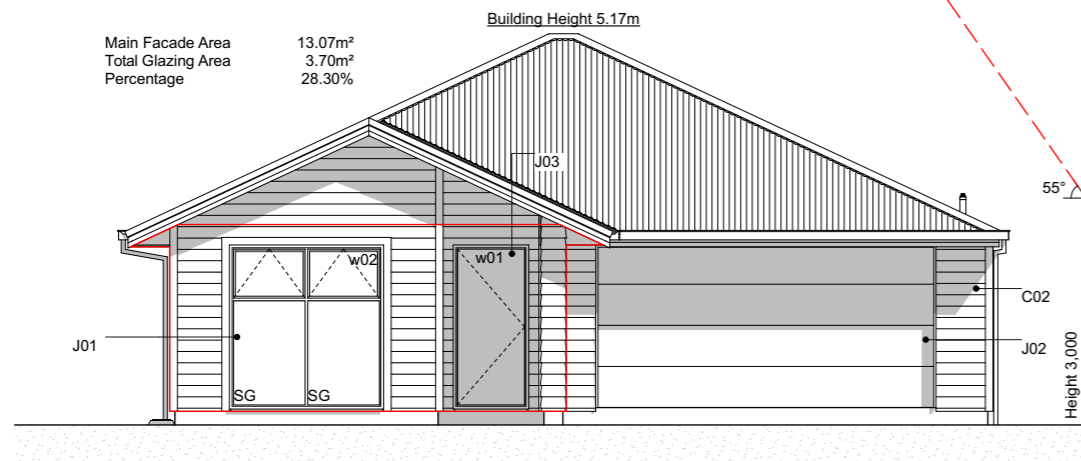 Building Height 5.17m
Main Facade Area 13.07m²
Total Glazing Area 3.70m²
Percentage 28.30%
J03
55°
w02
w01
C02
J01
J02
SG SG
Height 3,000